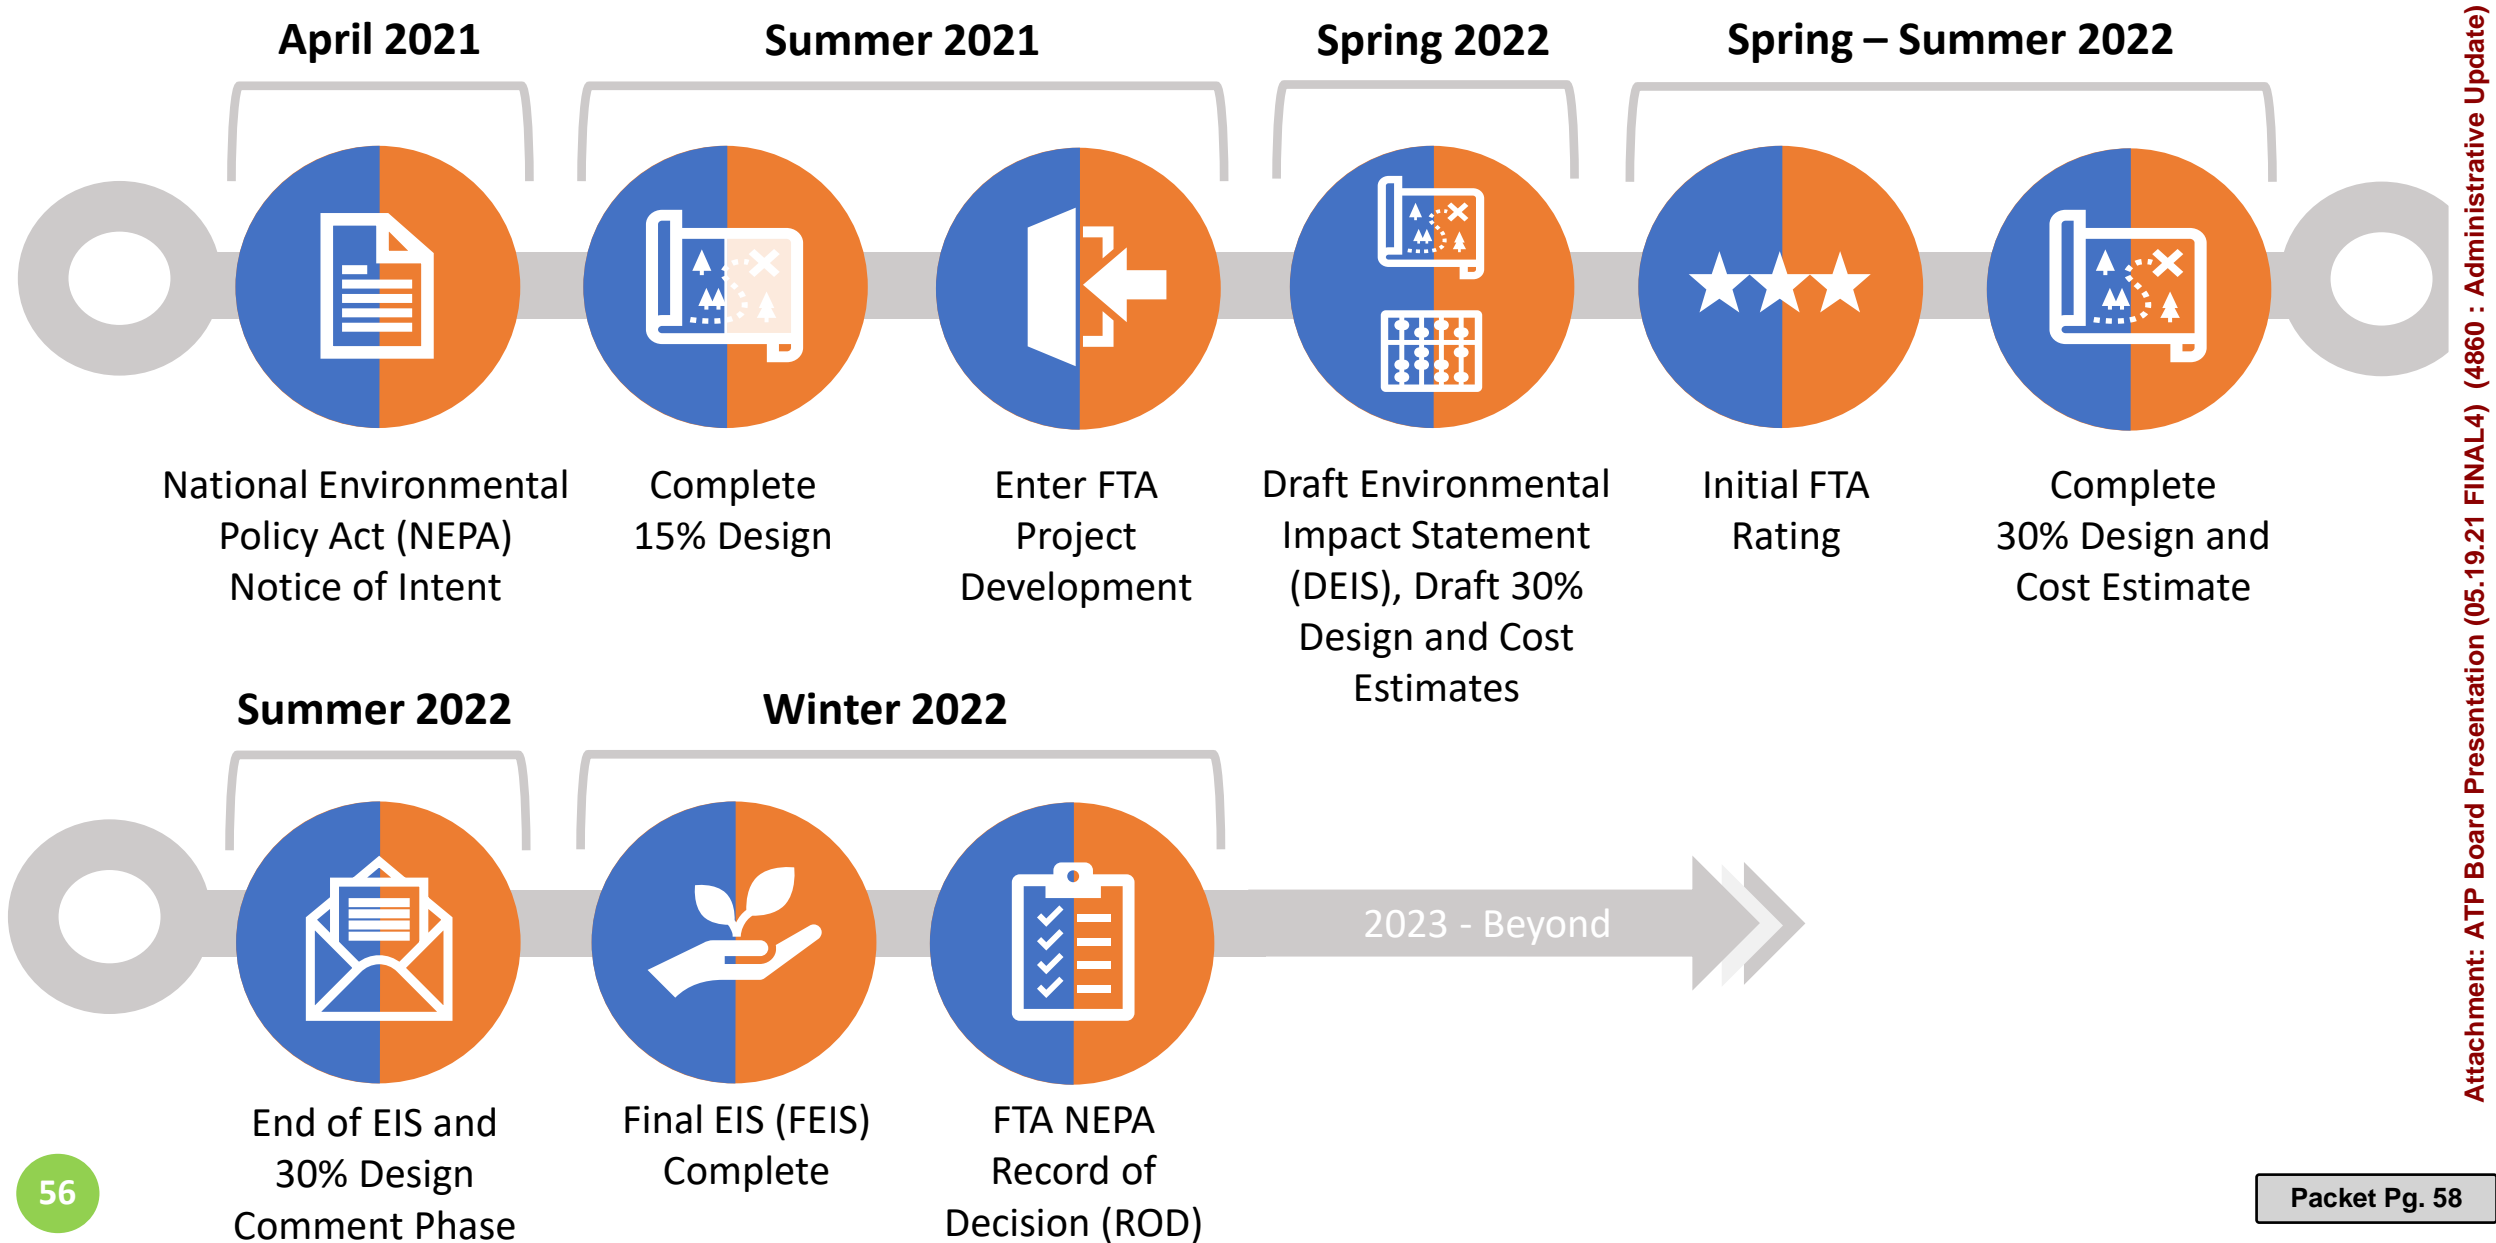 April 2021
Summer 2021
Spring 2022
Spring – Summer 2022
National Environmental
Policy Act (NEPA)
Notice of Intent
Complete
15% Design
Enter FTA
Project
Development
Draft Environmental
Impact Statement
(DEIS), Draft 30%
Design and Cost
Estimates
Initial FTA
Rating
Complete
30% Design and
Cost Estimate
Summer 2022
Winter 2022
2023 - Beyond
End of EIS and
30% Design
Comment Phase
Final EIS (FEIS)
Complete
FTA NEPA
Record of
Decision (ROD)
56
Packet Pg. 58
Attachment: ATP Board Presentation (05.19.21 FINAL4) (4860 : Administrative Update)